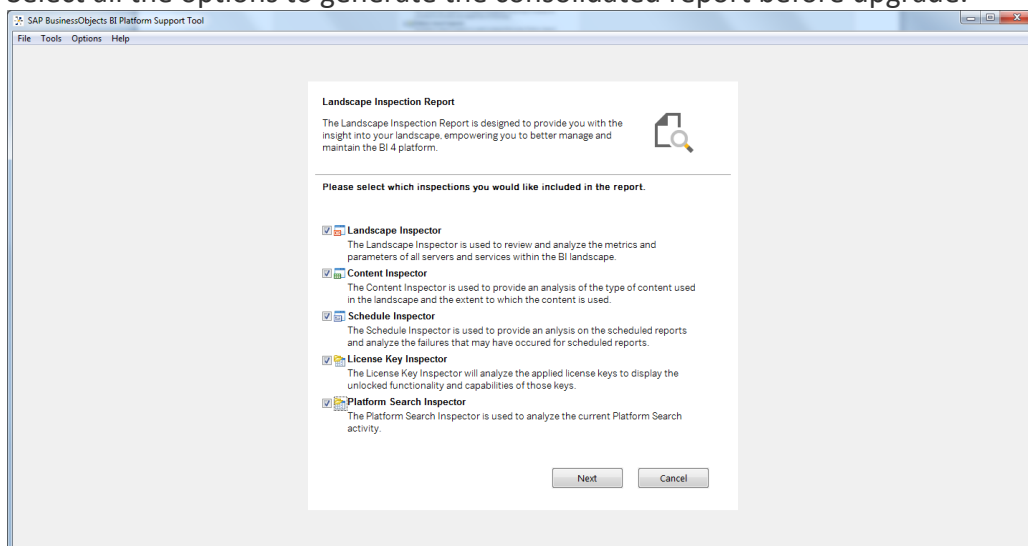 Select all the options to generate the consolidated report before upgrade.
SAP BusinessObjects BI Platform Support Tool
File Tools Options Help
Landscape Inspection Report
The Landscape Inspection Report is designed to provide you with the
insight into your landscape, empowering you to better manage and
maintain the BI 4 platform.
Please select which inspections you would like included in the report.
Landscape Inspector
The Landscape Inspector is used to review and analyze the metrics and
parameters of all servers and services within the BI landscape.
Content Inspector
The Content Inspector is used to provide an analysis of the type of content used
in the landscape and the extent to which the content is used.
Schedule Inspector
The Schedule Inspector is used to provide an anlysis on the scheduled reports
and analyze the failures that may have occured for scheduled reports.
License Key Inspector
The License Key Inspector will analyze the applied license keys to display the
unlocked functionality and capabilities of those keys.
Platform Search Inspector
The Platform Search Inspector is used to analyze the current Platform Search
activity.
Next Cancel